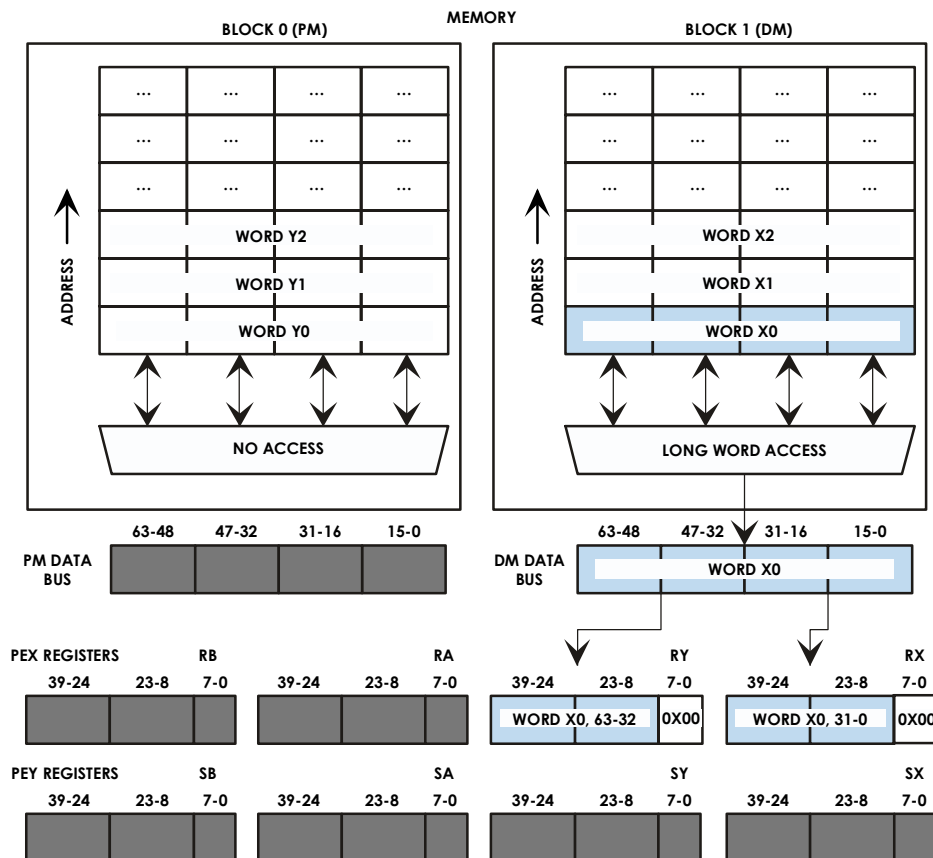 MEMORY
BLOCK 0 (PM) BLOCK 1 (DM)
... ... ... ... ... ... ... ...
... ... ... ... ... ... ... ...
... ... ... ... ... ... ... ...
ADDRESS ADDRESS
WORD Y2 WORD X2
WORD Y1 WORD X1
WORD Y0 WORD X0
NO ACCESS LONG WORD ACCESS
63-48 47-32 31-16 15-0 63-48 47-32 31-16 15-0
PM DATA BUS DM DATA BUS WORD X0
PEX REGISTERS RB RA RY RX
39-24 23-8 7-0 39-24 23-8 7-0 39-24 23-8 7-0 39-24 23-8 7-0
WORD X0, 63-32 0X00 WORD X0, 31-0 0X00
PEY REGISTERS SB SA SY SX
39-24 23-8 7-0 39-24 23-8 7-0 39-24 23-8 7-0 39-24 23-8 7-0